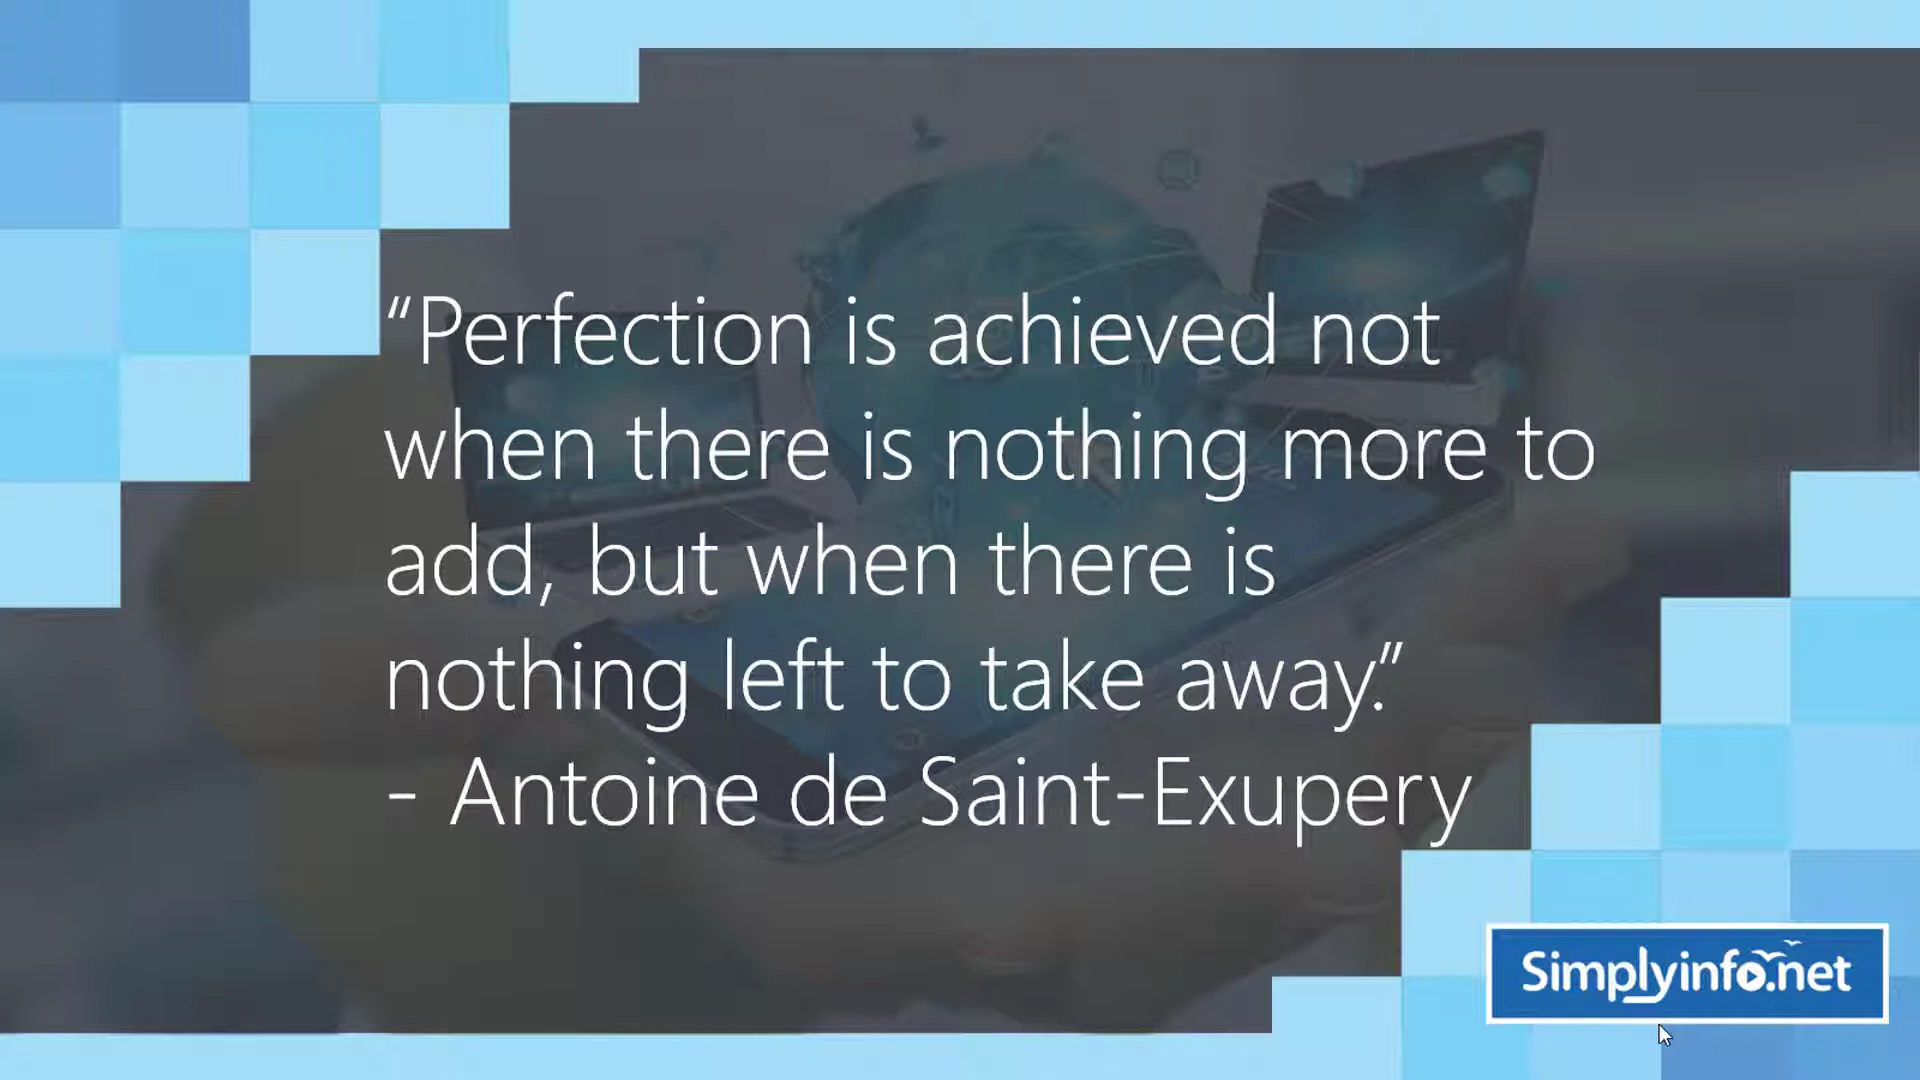 “Perfection is achieved not
when there is nothing more to
add, but when there is
nothing left to take away.”
- Antoine de Saint-Exupery
Simplyinfo.net